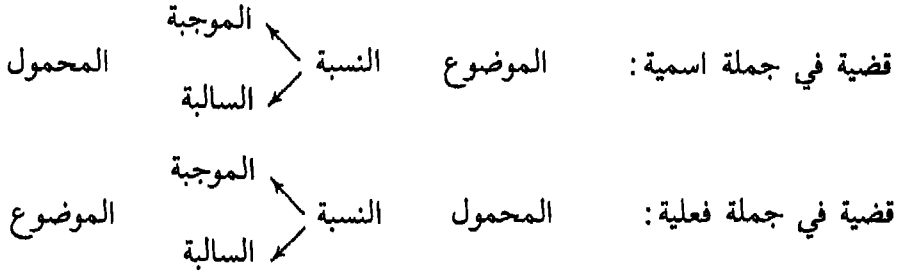 الموجبة
قضية في جملة اسمية: الموضوع النسبة المحمول
السالبة
الموجبة
قضية في جملة فعلية: المحمول النسبة الموضوع
السالبة